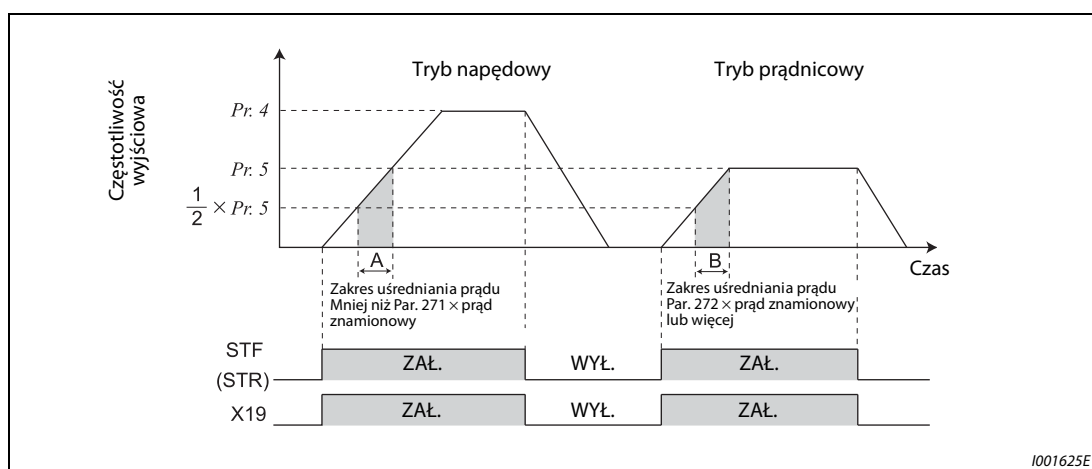 Częstotliwość
wyjściowa
Tryb napędowy
Tryb prądnicowy
Pr. 4
Pr. 5
1/2 × Pr. 5
A
B
Czas
Zakres uśredniania prądu
Mniej niż Par. 271 × prąd
znamionowy
Zakres uśredniania prądu
Par. 272 × prąd znamionowy
lub więcej
STF
(STR)
ZAŁ.
WYŁ.
ZAŁ.
X19
ZAŁ.
WYŁ.
ZAŁ.
I001625E